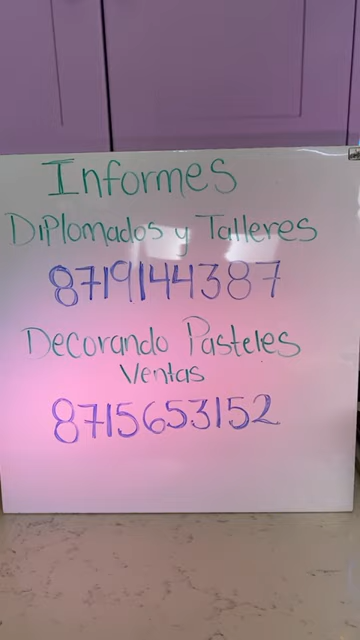 Informes
Diplomados y Talleres
8719144387
Decorando Pasteles
Ventas
8715653152